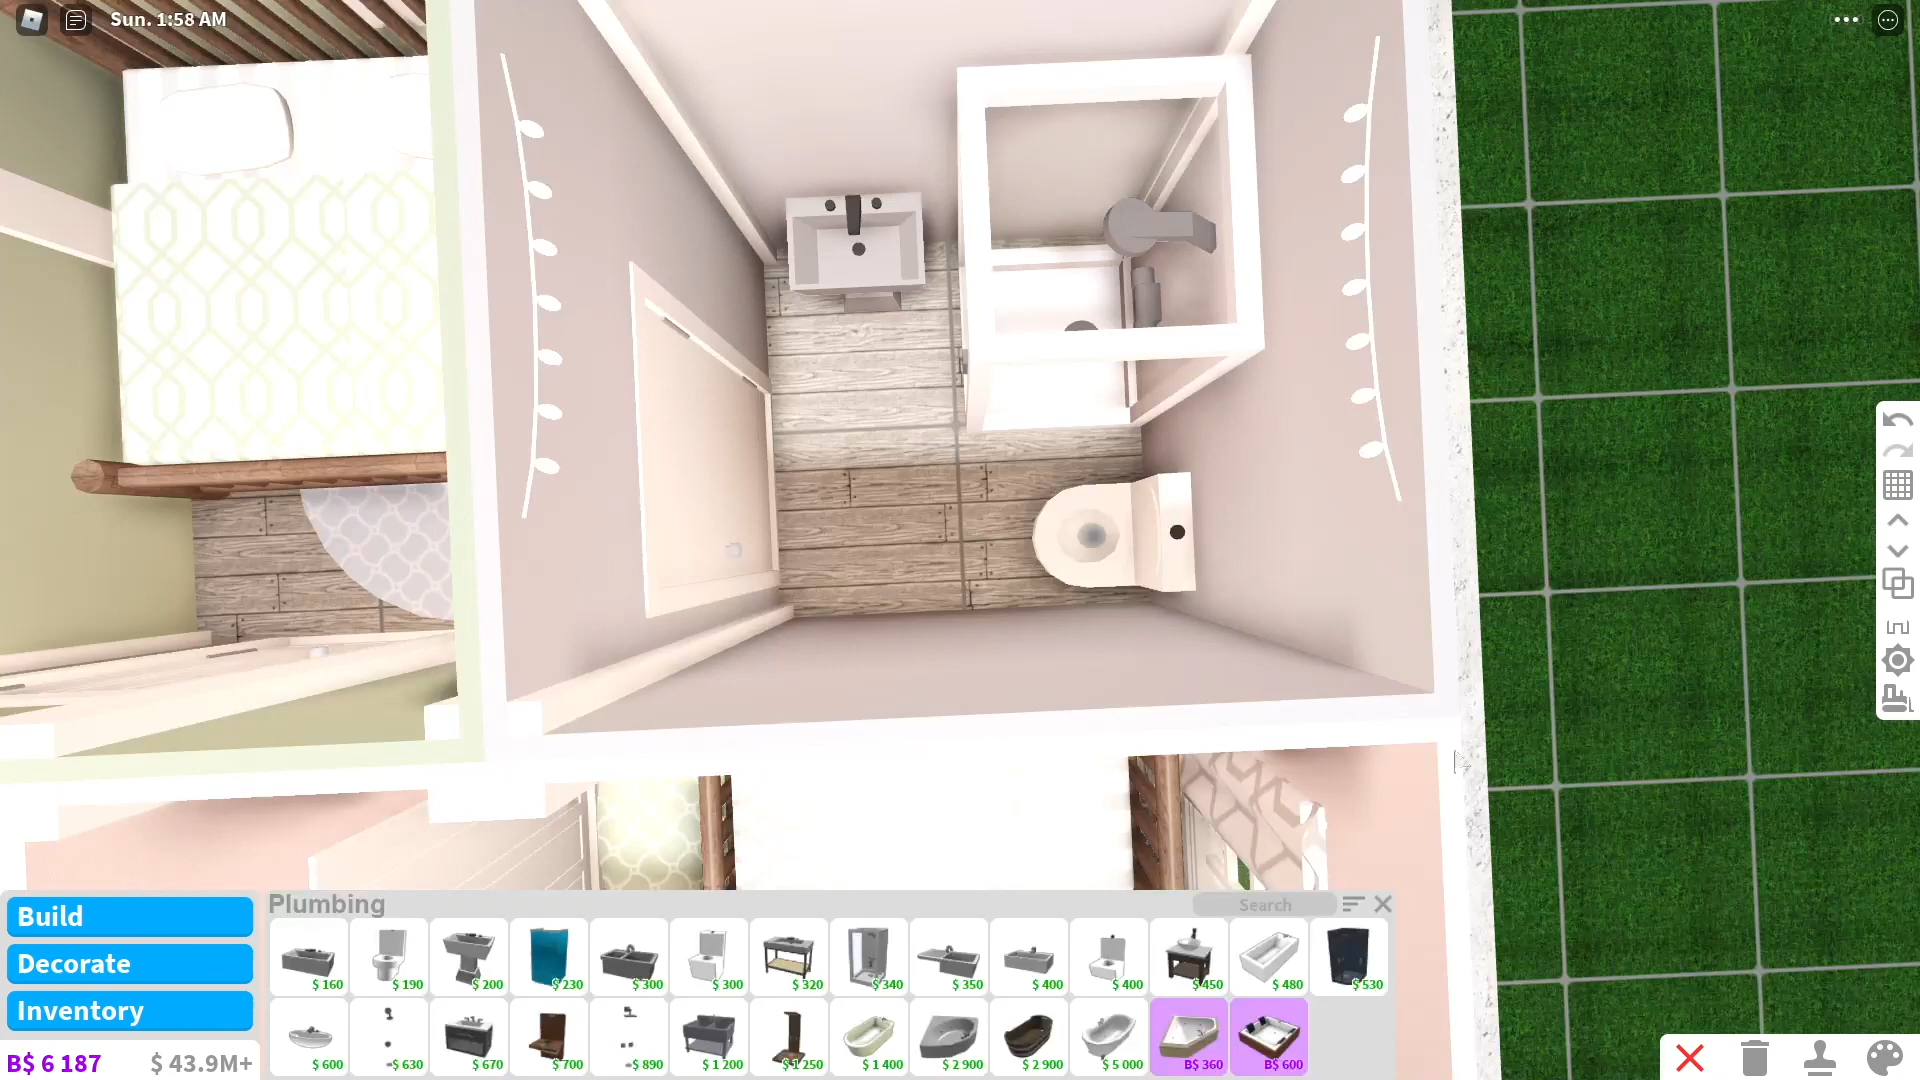 Sun. 1:58 AM
Plumbing
Search
Build
Decorate
Inventory
B$ 6 187
$ 43.9M+
$ 160
$ 190
$ 200
$ 230
$ 300
$ 300
$ 320
$ 340
$ 350
$ 400
$ 400
$ 450
$ 480
$ 530
$ 600
$ 630
$ 670
$ 700
$ 890
$ 1 200
$ 1 250
$ 1 400
$ 2 900
$ 2 900
$ 5 000
B$ 360
B$ 600